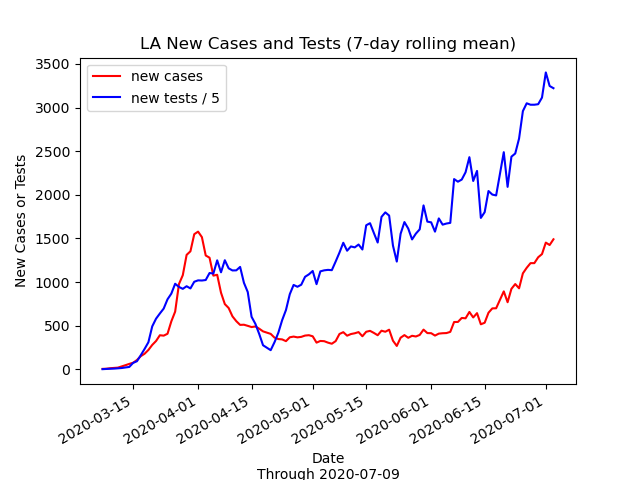 LA New Cases and Tests (7-day rolling mean)
new cases
new tests / 5
3500
3000
2500
2000
1500
1000
500
0
New Cases or Tests
2020-03-15
2020-04-01
2020-04-15
2020-05-01
2020-05-15
2020-06-01
2020-06-15
2020-07-01
Date
Through 2020-07-09